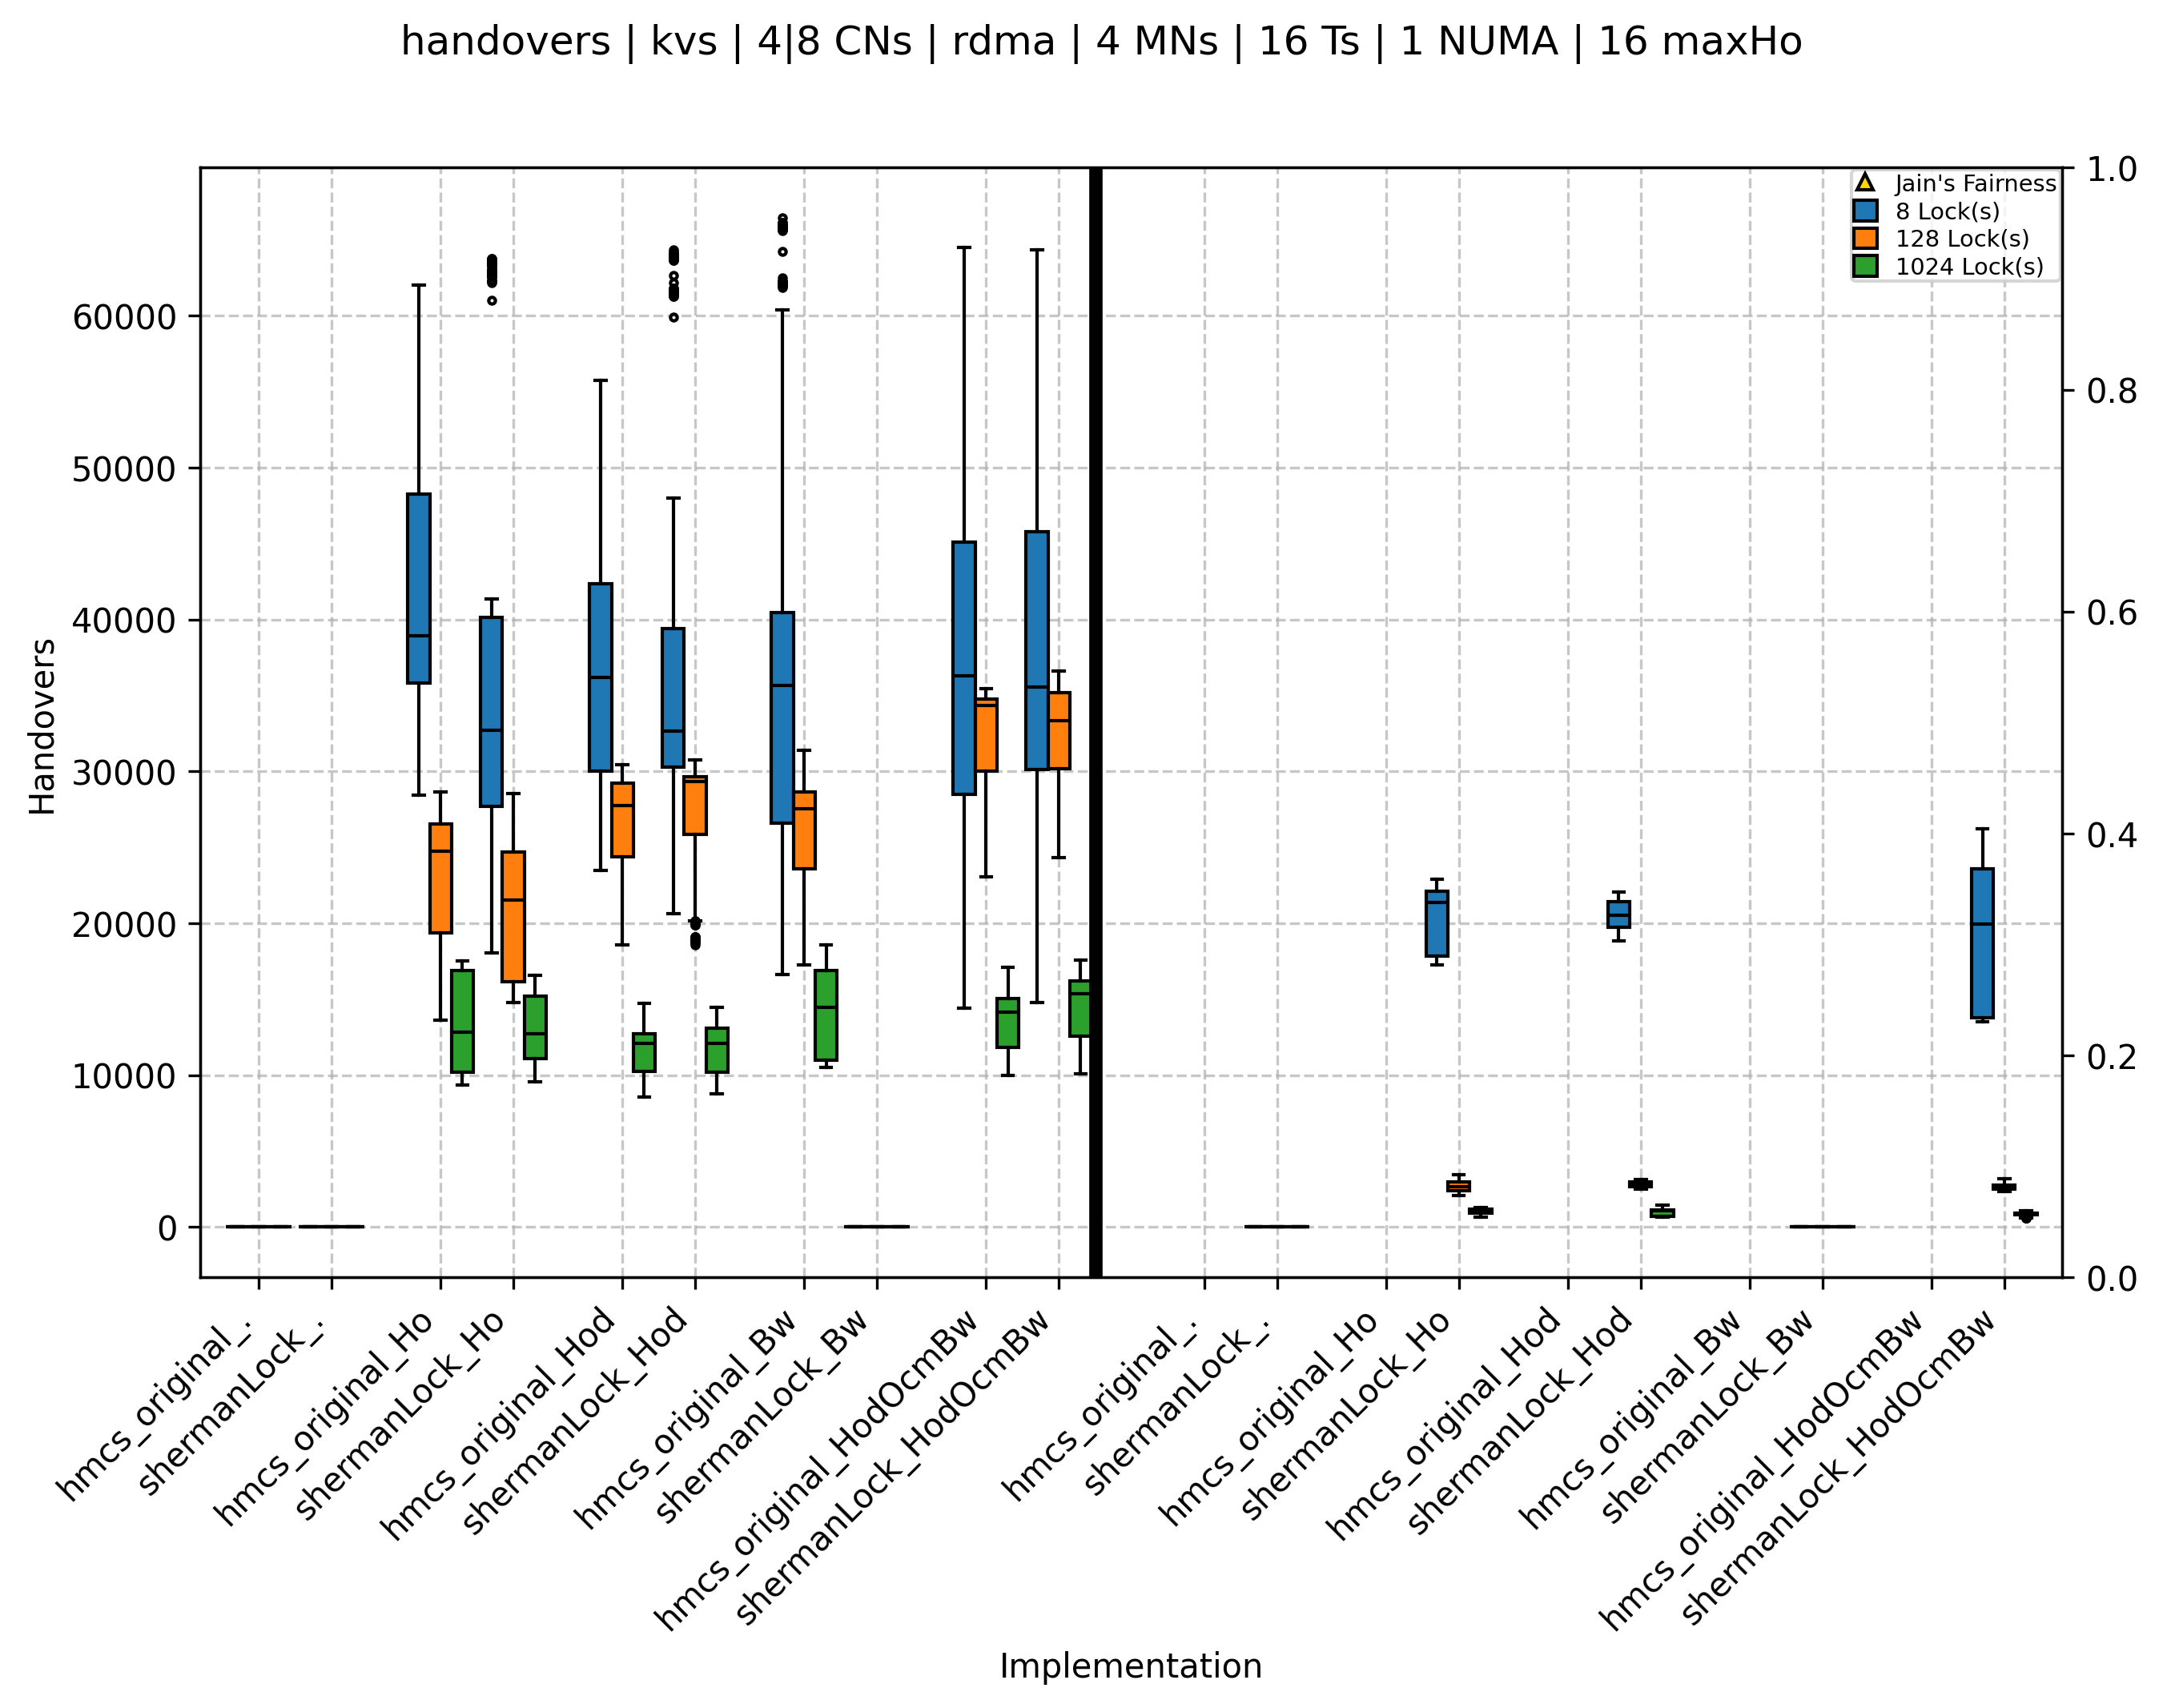 handovers | kvs | 4|8 CNs | rdma | 4 MNs | 16 Ts | 1 NUMA | 16 maxHo
Jain's Fairness
8 Lock(s)
128 Lock(s)
1024 Lock(s)
Handovers
60000
50000
40000
30000
20000
10000
0
1.0
0.8
0.6
0.4
0.2
0.0
hmcs_original_.
shermanLock_.
hmcs_original_Ho
shermanLock_Ho
hmcs_original_Hod
shermanLock_Hod
hmcs_original_Bw
shermanLock_Bw
hmcs_original_HodOcmBw
shermanLock_HodOcmBw
hmcs_original_.
shermanLock_.
hmcs_original_Ho
shermanLock_Ho
hmcs_original_Hod
shermanLock_Hod
hmcs_original_Bw
shermanLock_Bw
hmcs_original_HodOcmBw
shermanLock_HodOcmBw
Implementation